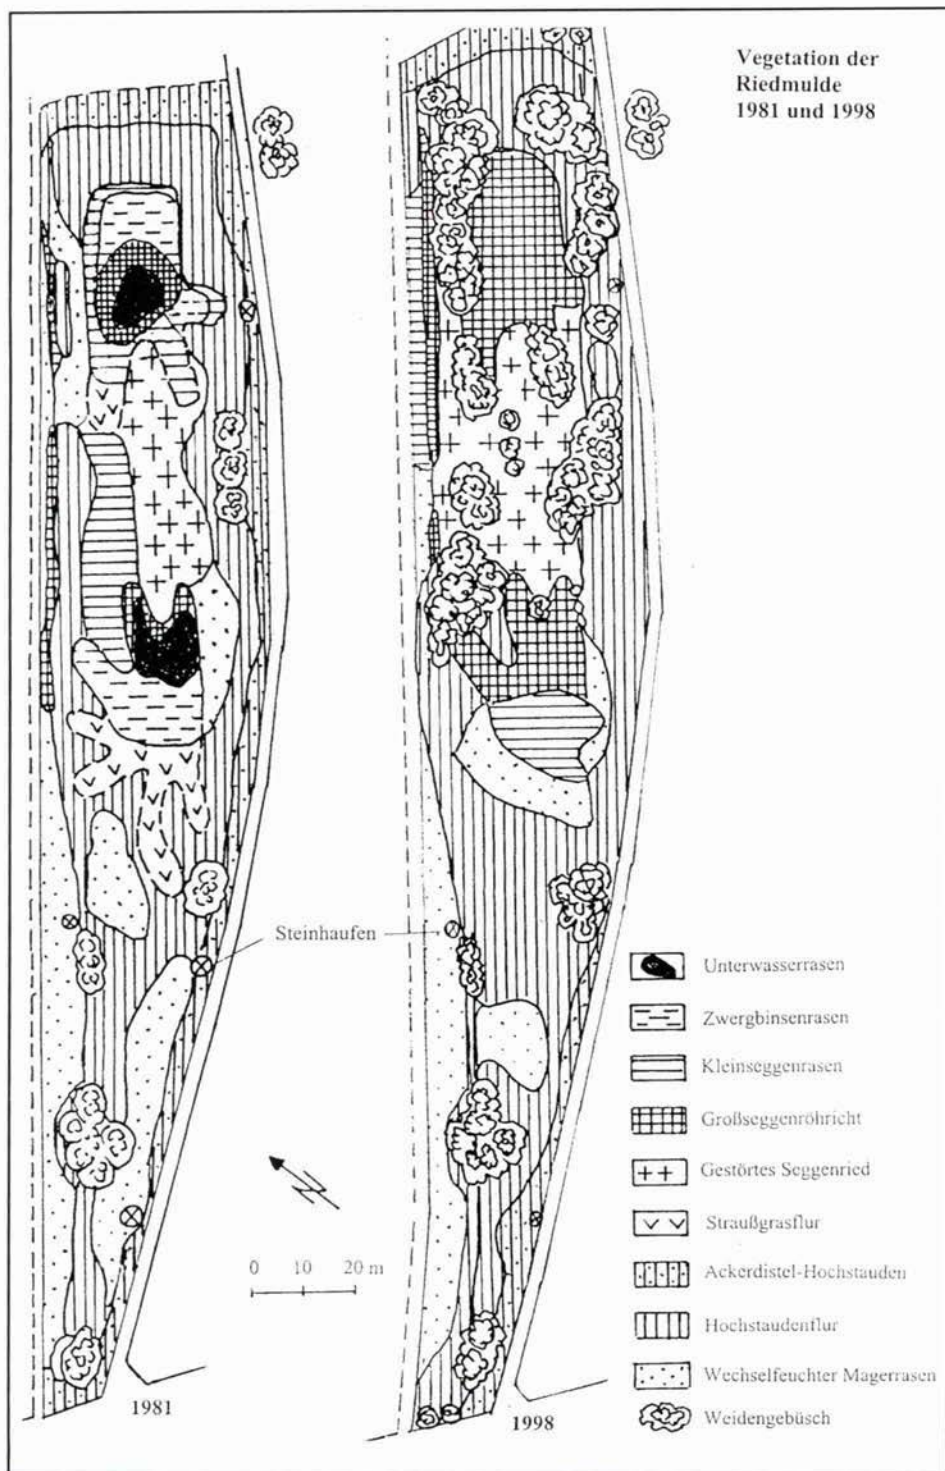 Vegetation der
Riedmulde
1981 und 1998
Steinhaufen
Unterwasserrasen
Zwergbinsenrasen
Kleinseggenrasen
Großseggenröhricht
Gestörtes Seggenried
Straußgrasflur
Ackerdistel-Hochstauden
Hochstaudenflur
Wechselfeuchter Magerrasen
Weidengebüsch
0 10 20 m
1981
1998